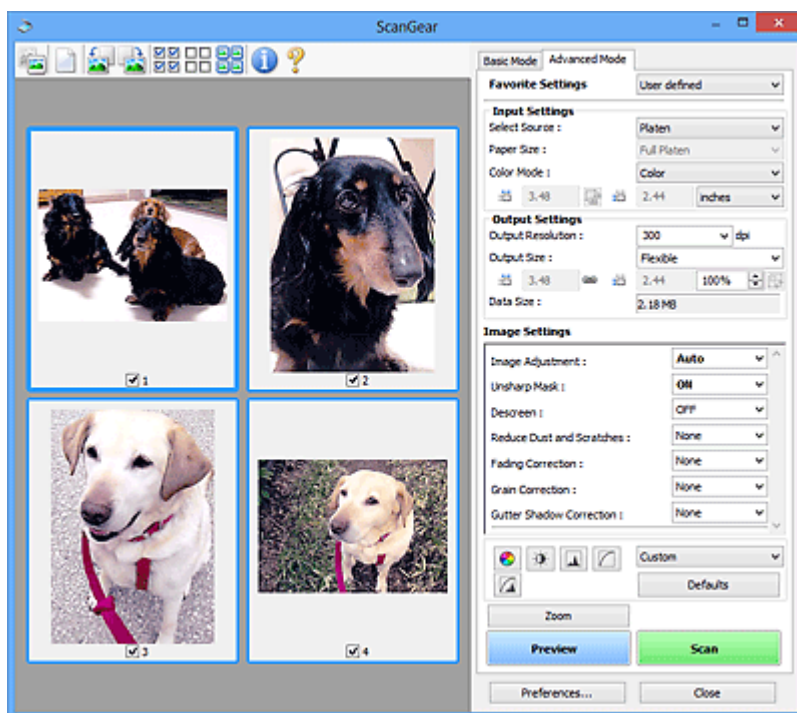 ScanGear
Basic Mode Advanced Mode
Favorite Settings User defined
Input Settings
Select Source : Platen
Paper Size : Full Platen
Color Mode : Color
3.48 2.44 inches
Output Settings
Output Resolution : 300 dpi
Output Size : Flexible
3.48 2.44 100%
Data Size : 2.18 MB
Image Settings
Image Adjustment : Auto
Unsharp Mask : ON
Descreen : OFF
Reduce Dust and Scratches : None
Fading Correction : None
Grain Correction : None
Gutter Shadow Correction : None
Custom
Defaults
Zoom
Preview Scan
Preferences... Close
1
2
3
4